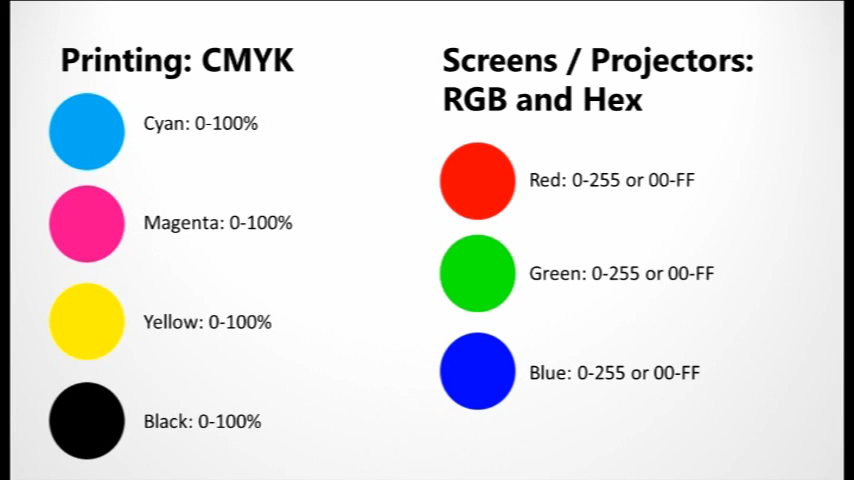 Printing: CMYK
Cyan: 0-100%
Magenta: 0-100%
Yellow: 0-100%
Black: 0-100%
Screens / Projectors:
RGB and Hex
Red: 0-255 or 00-FF
Green: 0-255 or 00-FF
Blue: 0-255 or 00-FF